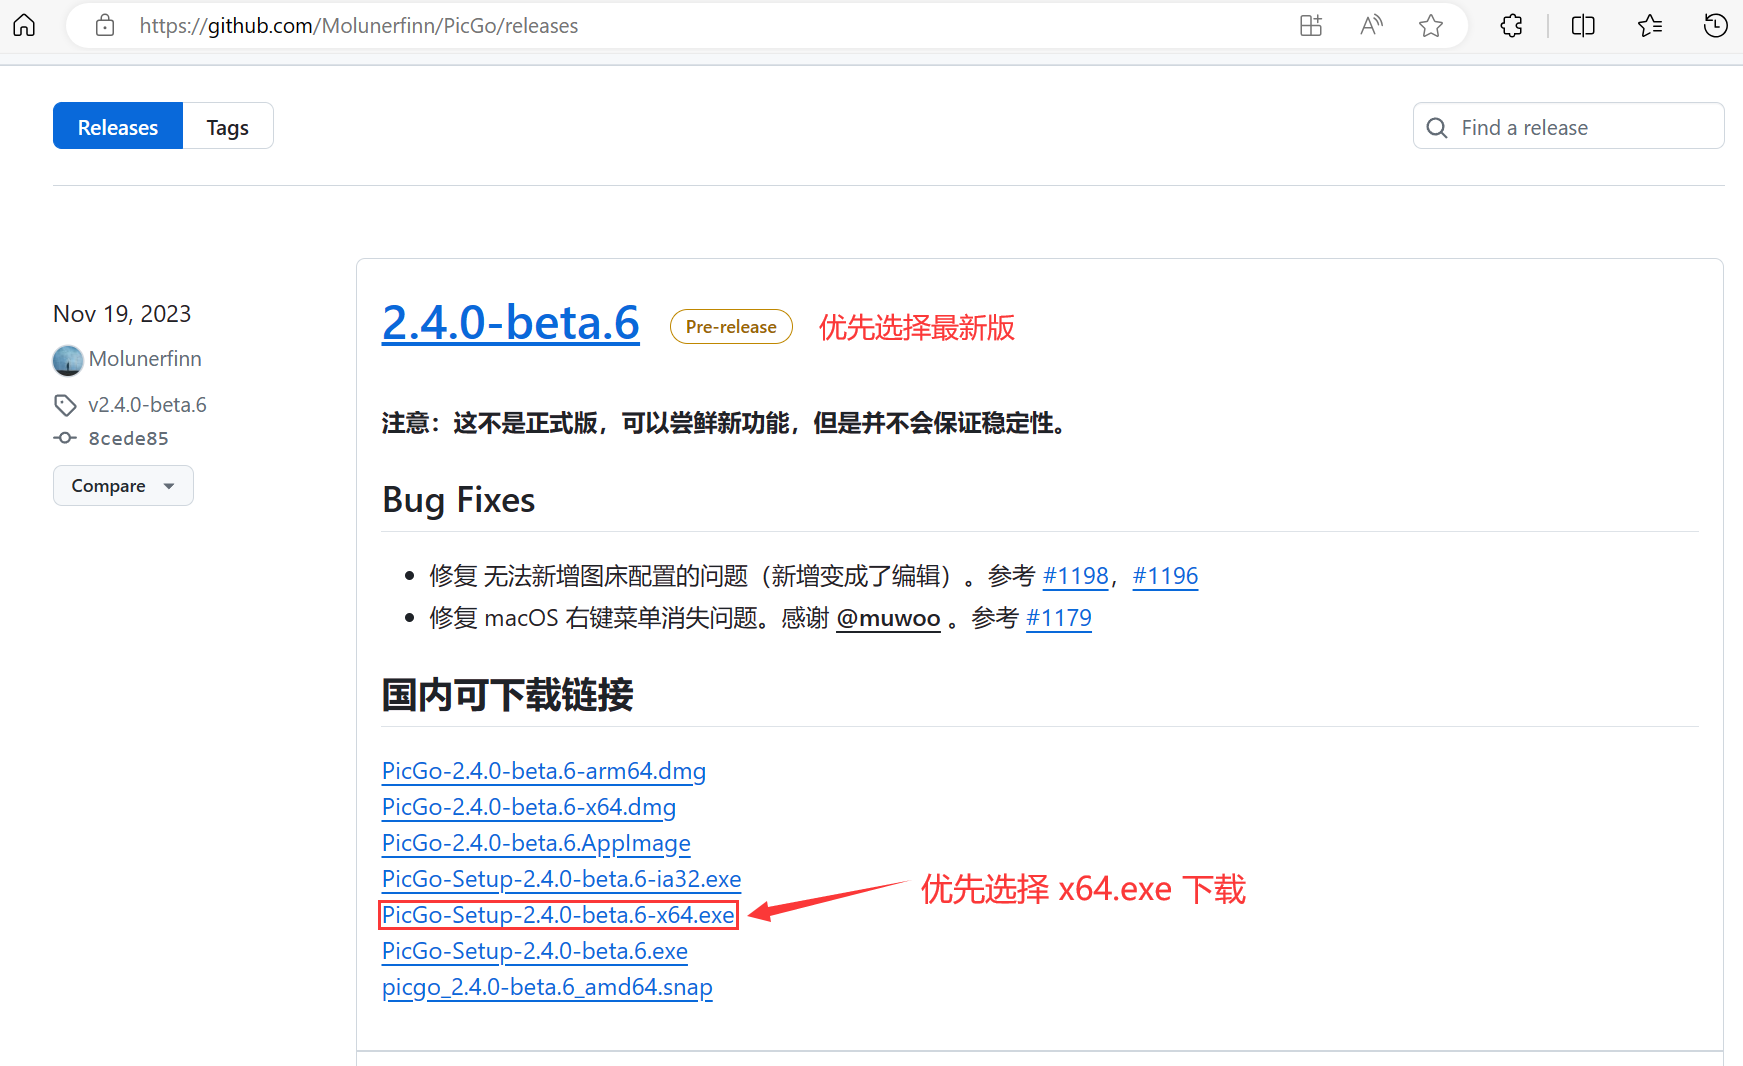 https://github.com/Molunerfinn/PicGo/releases
Releases
Tags
Find a release
Nov 19, 2023
Molunerfinn
v2.4.0-beta.6
8cede85
Compare
2.4.0-beta.6 Pre-release 优先选择最新版
注意：这不是正式版，可以尝鲜新功能，但是并不会保证稳定性。
Bug Fixes
修复 无法新增图床配置的问题（新增变成了编辑）。参考 #1198，#1196
修复 macOS 右键菜单消失问题。感谢 @muwoo 。参考 #1179
国内可下载链接
PicGo-2.4.0-beta.6-arm64.dmg
PicGo-2.4.0-beta.6-x64.dmg
PicGo-2.4.0-beta.6.AppImage
PicGo-Setup-2.4.0-beta.6-ia32.exe
PicGo-Setup-2.4.0-beta.6-x64.exe
优先选择 x64.exe 下载
PicGo-Setup-2.4.0-beta.6.exe
picgo_2.4.0-beta.6_amd64.snap